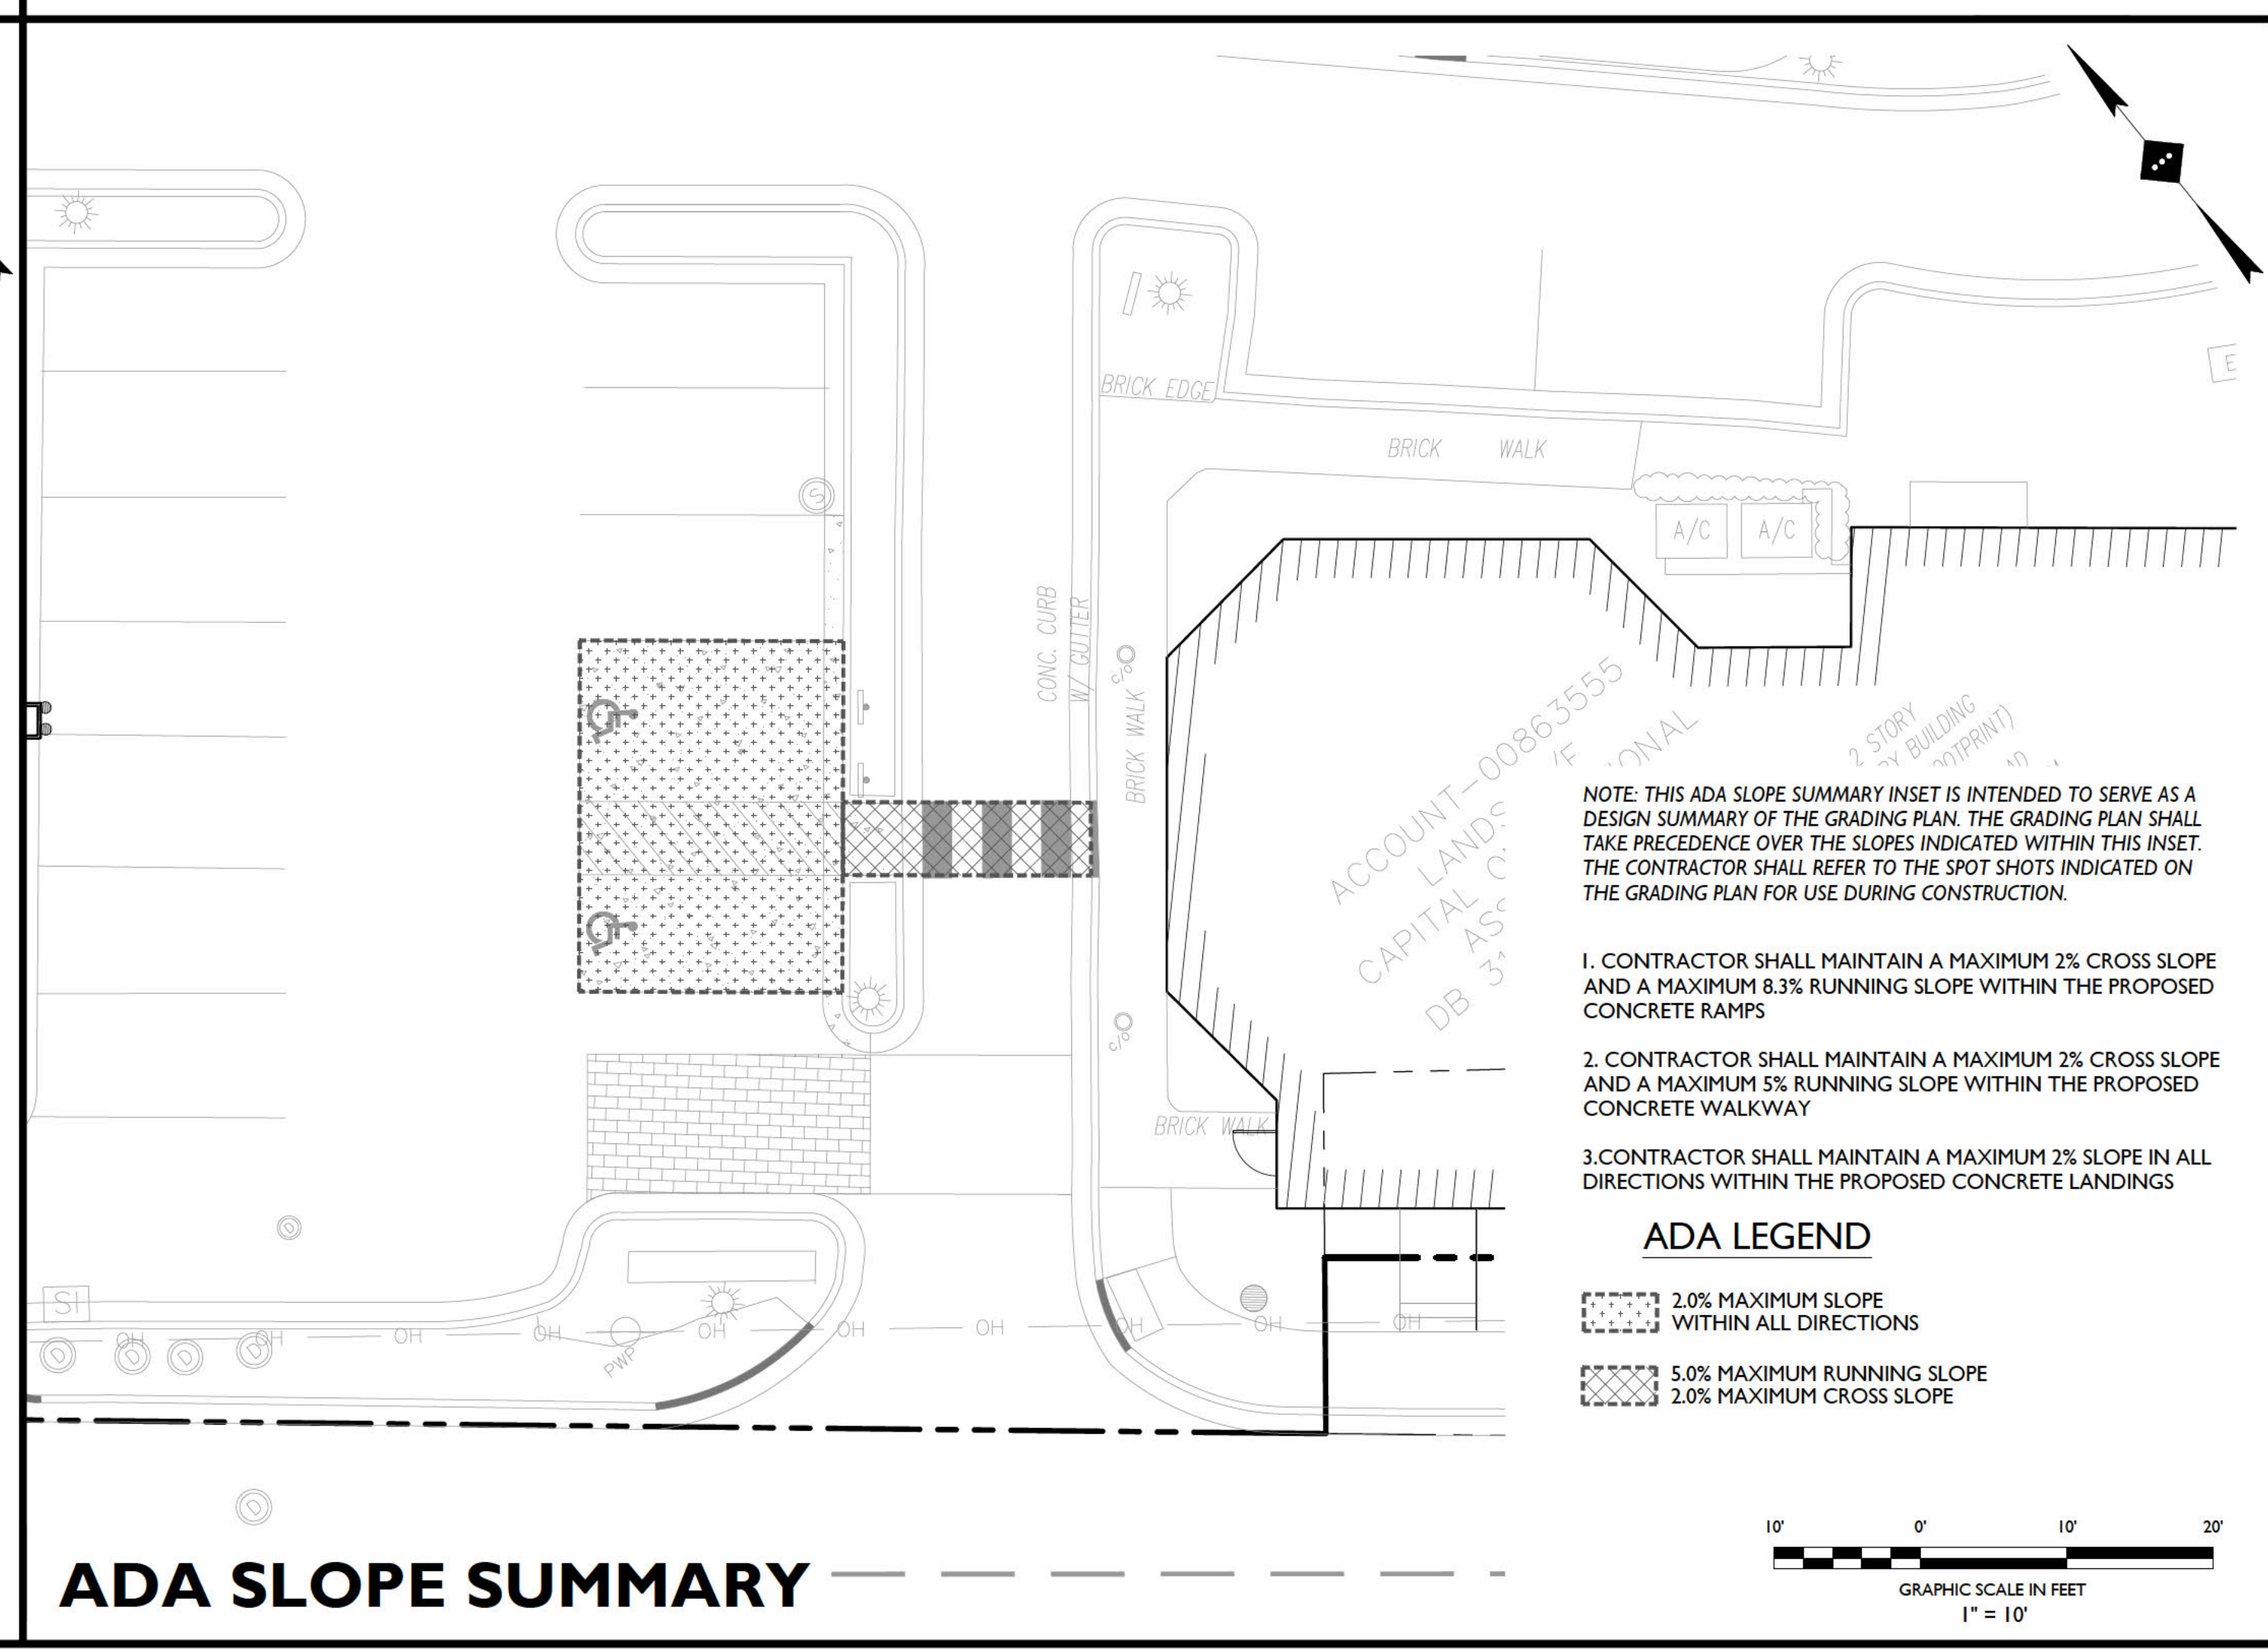 BRICK EDGE
BRICK WALK
S
A/C
A/C
E
CONC. CURB
W/ GUTTER
C/O
BRICK WALK
ACCOUNT-00863555
LANDS
CAPITAL
DB
2 STORY
BUILDING
NOTE: THIS ADA SLOPE SUMMARY INSET IS INTENDED TO SERVE AS A
DESIGN SUMMARY OF THE GRADING PLAN. THE GRADING PLAN SHALL
TAKE PRECEDENCE OVER THE SLOPES INDICATED WITHIN THIS INSET.
THE CONTRACTOR SHALL REFER TO THE SPOT SHOTS INDICATED ON
THE GRADING PLAN FOR USE DURING CONSTRUCTION.
1. CONTRACTOR SHALL MAINTAIN A MAXIMUM 2% CROSS SLOPE
AND A MAXIMUM 8.3% RUNNING SLOPE WITHIN THE PROPOSED
CONCRETE RAMPS
2. CONTRACTOR SHALL MAINTAIN A MAXIMUM 2% CROSS SLOPE
AND A MAXIMUM 5% RUNNING SLOPE WITHIN THE PROPOSED
CONCRETE WALKWAY
3.CONTRACTOR SHALL MAINTAIN A MAXIMUM 2% SLOPE IN ALL
DIRECTIONS WITHIN THE PROPOSED CONCRETE LANDINGS
C/O
BRICK WALK
ADA LEGEND
2.0% MAXIMUM SLOPE
WITHIN ALL DIRECTIONS
5.0% MAXIMUM RUNNING SLOPE
2.0% MAXIMUM CROSS SLOPE
D
SI
OH OH OH OH OH OH OH OH OH OH
D D D D
PWP
D
10' 0' 10' 20'
GRAPHIC SCALE IN FEET
1" = 10'
ADA SLOPE SUMMARY